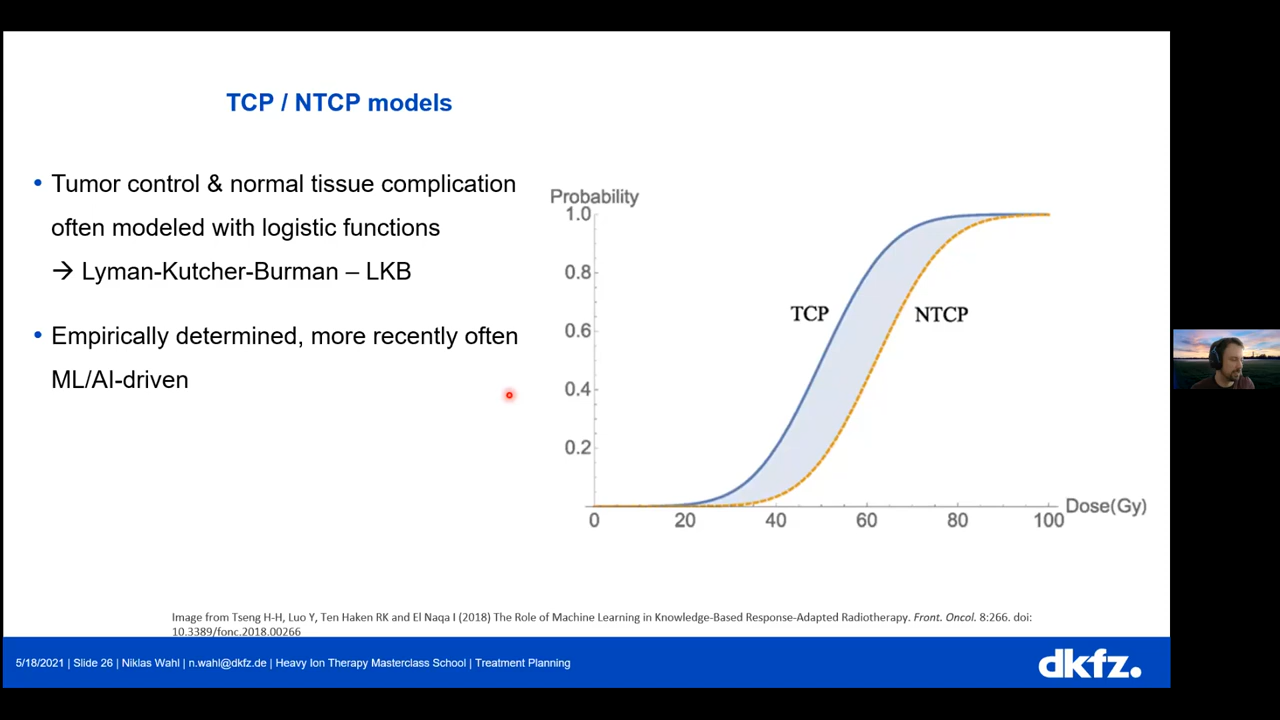 TCP / NTCP models
• Tumor control & normal tissue complication
often modeled with logistic functions
→ Lyman-Kutcher-Burman – LKB
• Empirically determined, more recently often
ML/AI-driven
Probability
1.0
0.8
0.6
0.4
0.2
TCP
NTCP
0 20 40 60 80 100
Dose(Gy)
Image from Tseng H-H, Luo Y, Ten Haken RK and El Naqa I (2018) The Role of Machine Learning in Knowledge-Based Response-Adapted Radiotherapy. Front. Oncol. 8:266. doi:
10.3389/fonc.2018.00266
5/18/2021 | Slide 26 | Niklas Wahl | n.wahl@dkfz.de | Heavy Ion Therapy Masterclass School | Treatment Planning
dkfz.